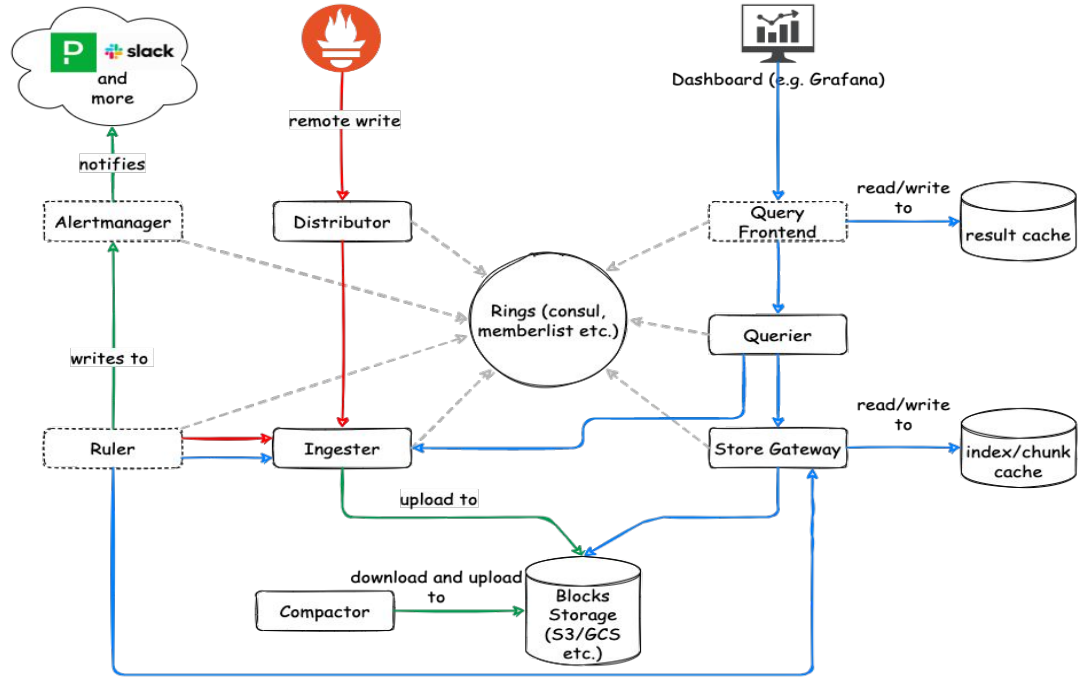 P
slack
and
more
notifies
Alertmanager
writes to
Ruler
remote write
Distributor
Ingester
upload to
download and upload
to
Compactor
Blocks
Storage
(S3/GCS
etc.)
Rings (consul,
memberlist etc.)
Dashboard (e.g. Grafana)
Query
Frontend
read/write
to
result cache
Querier
Store Gateway
read/write
to
index/chunk
cache